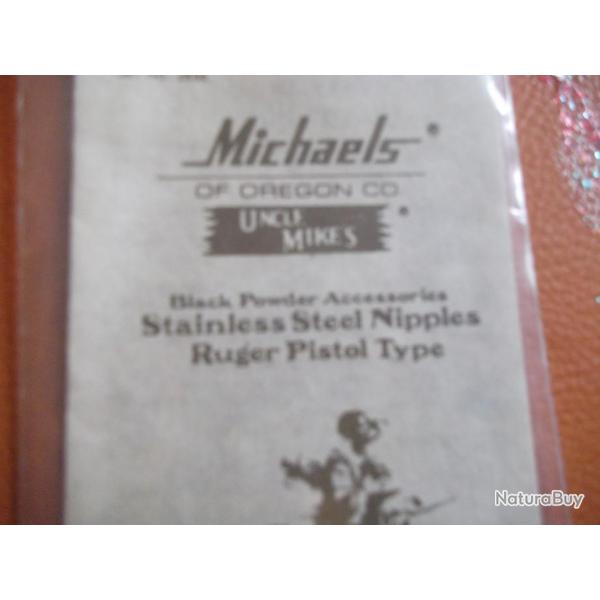 Michaels ®
OF OREGON CO.
UNCLE MIKE'S ®
Black Powder Accessories
Stainless Steel Nipples
Ruger Pistol Type
NaturaBuy